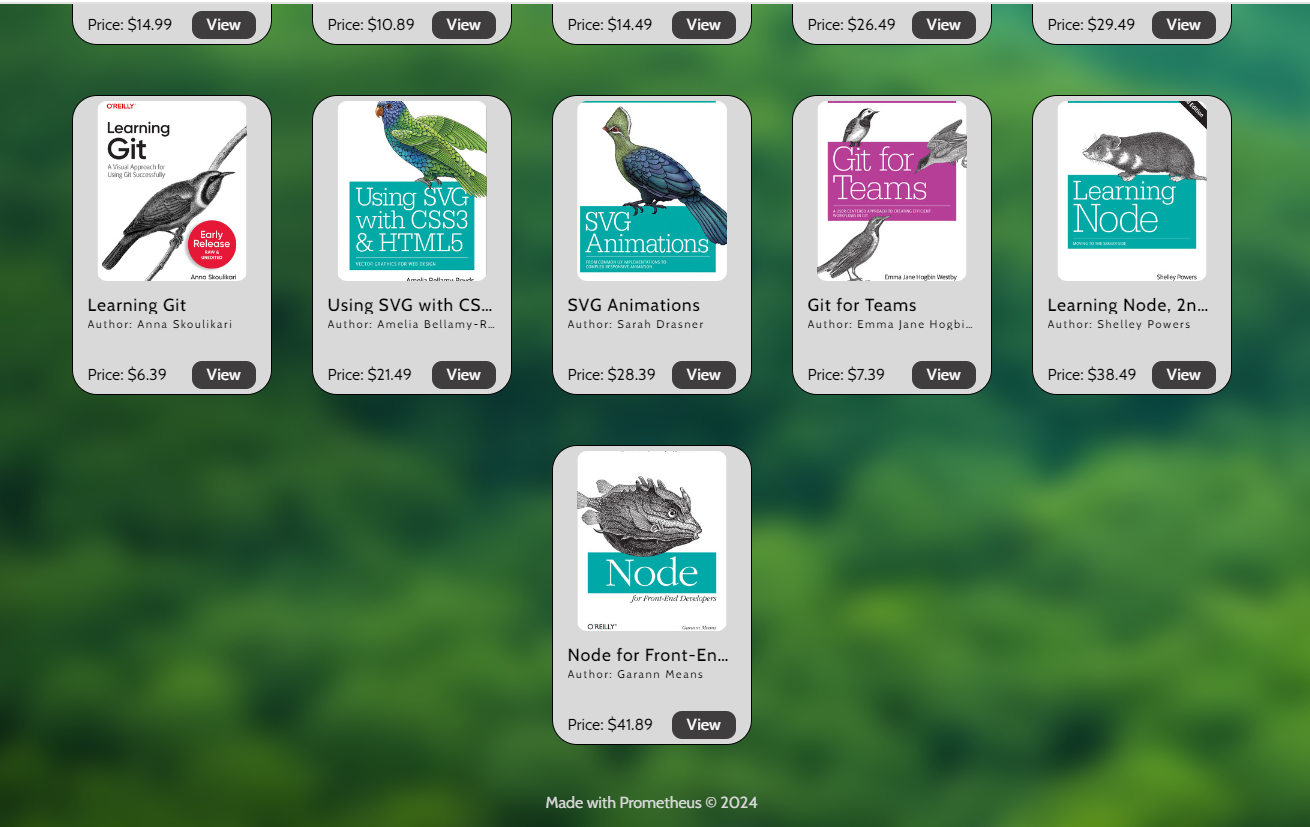 Price: $14.99 View
Price: $10.89 View
Price: $14.49 View
Price: $26.49 View
Price: $29.49 View
O'REILLY
Learning
Git
A Visual Approach for
Using Git Successfully
Early
Release
RAW &
UNEDITED
Anna Skoulikari
Learning Git
Author: Anna Skoulikari
Price: $6.39 View
Using SVG
with CSS3
& HTML5
VECTOR GRAPHICS FOR WEB DESIGN
Amelia Bellamy-Royds
Using SVG with CS...
Author: Amelia Bellamy-R...
Price: $21.49 View
SVG
Animations
FROM COMMON UX IMPLEMENTATIONS TO
COMPLEX RESPONSIVE ANIMATION
SVG Animations
Author: Sarah Drasner
Price: $28.39 View
Git for
Teams
A USER-CENTERED APPROACH TO CREATING EFFICIENT
WORKFLOWS IN GIT
Emma Jane Hogbin Westby
Git for Teams
Author: Emma Jane Hogbi...
Price: $7.39 View
Edition
Learning
Node
MOVING TO THE SERVER-SIDE
Shelley Powers
Learning Node, 2n...
Author: Shelley Powers
Price: $38.49 View
Node
for Front-End Developers
O'REILLY
Garann Means
Node for Front-En...
Author: Garann Means
Price: $41.89 View
Made with Prometheus © 2024